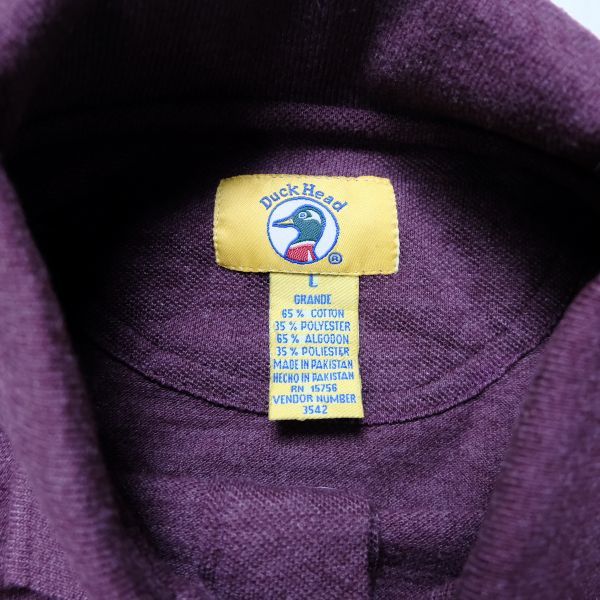 Duck Head
®
L
GRANDE
65% COTTON
35% POLYESTER
65% ALGODON
35% POLIESTER
MADE IN PAKISTAN
HECHO EN PAKISTAN
RN 15756
VENDOR NUMBER
3542